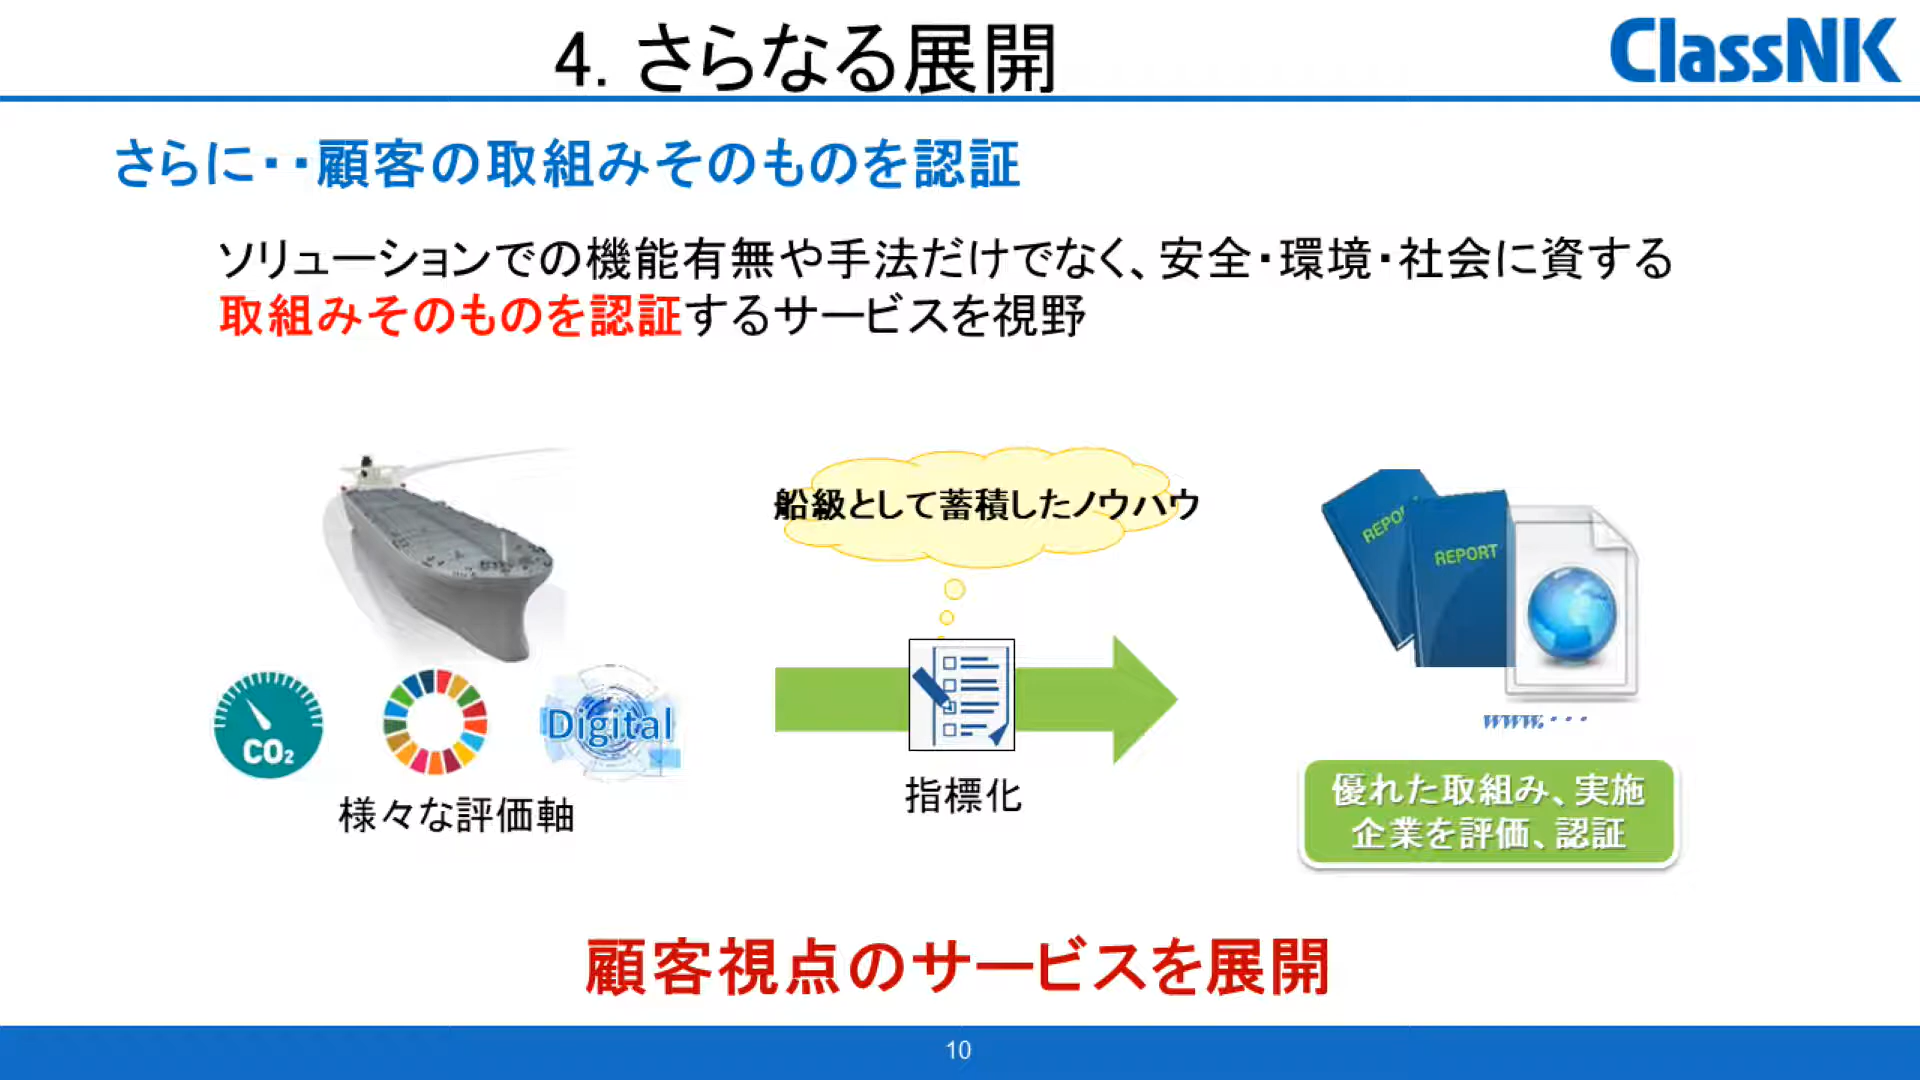 4. さらなる展開
ClassNK
さらに・・顧客の取組みそのものを認証
ソリューションでの機能有無や手法だけでなく、安全・環境・社会に資する
取組みそのものを認証するサービスを視野
船級として蓄積したノウハウ
REPORT
REPORT
CO₂
Digital
www.・・・
様々な評価軸
指標化
優れた取組み、実施
企業を評価、認証
顧客視点のサービスを展開
10